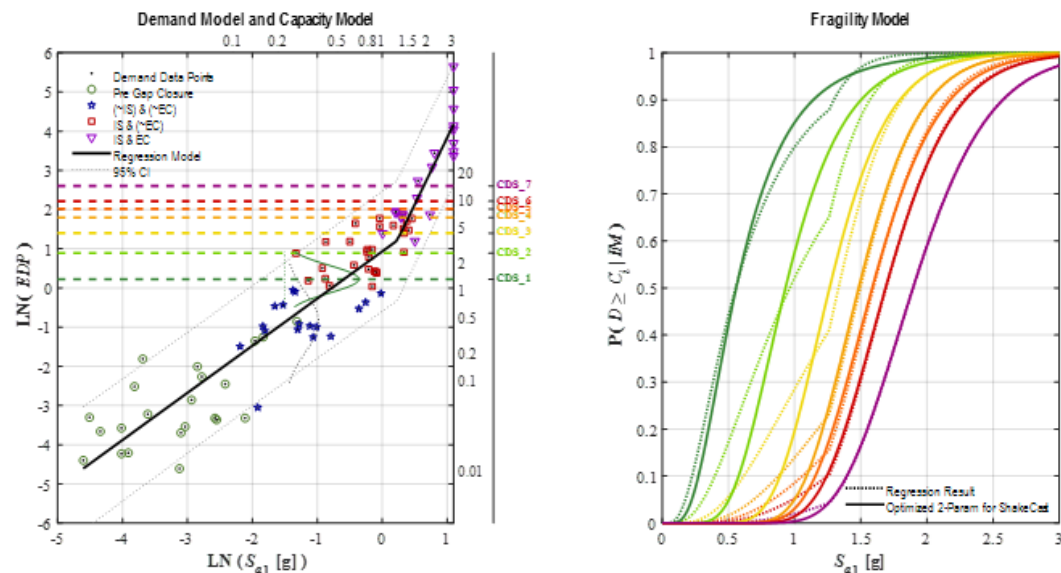 Demand Model and Capacity Model
0.1 0.2 0.5 0.8 1 1.5 2 3
6
5
4
3
2
1
0
-1
-2
-3
-4
-5
-6
LN(EDP)
Demand Data Points
Pre Gap Closure
(~IS) & (~EC)
IS & (~EC)
IS & EC
Regression Model
95% CI
20
10
5
2
1
0.5
0.2
0.1
0.01
CDS_7
CDS_6
CDS_4
CDS_3
CDS_2
CDS_1
-5 -4 -3 -2 -1 0 1
LN (Sa1 [g])
Fragility Model
1
0.9
0.8
0.7
0.6
0.5
0.4
0.3
0.2
0.1
0
P( D ≥ Ci | IM )
Regression Result
Optimized 2-Param for ShakeCast
0 0.5 1 1.5 2 2.5 3
Sa1 [g]